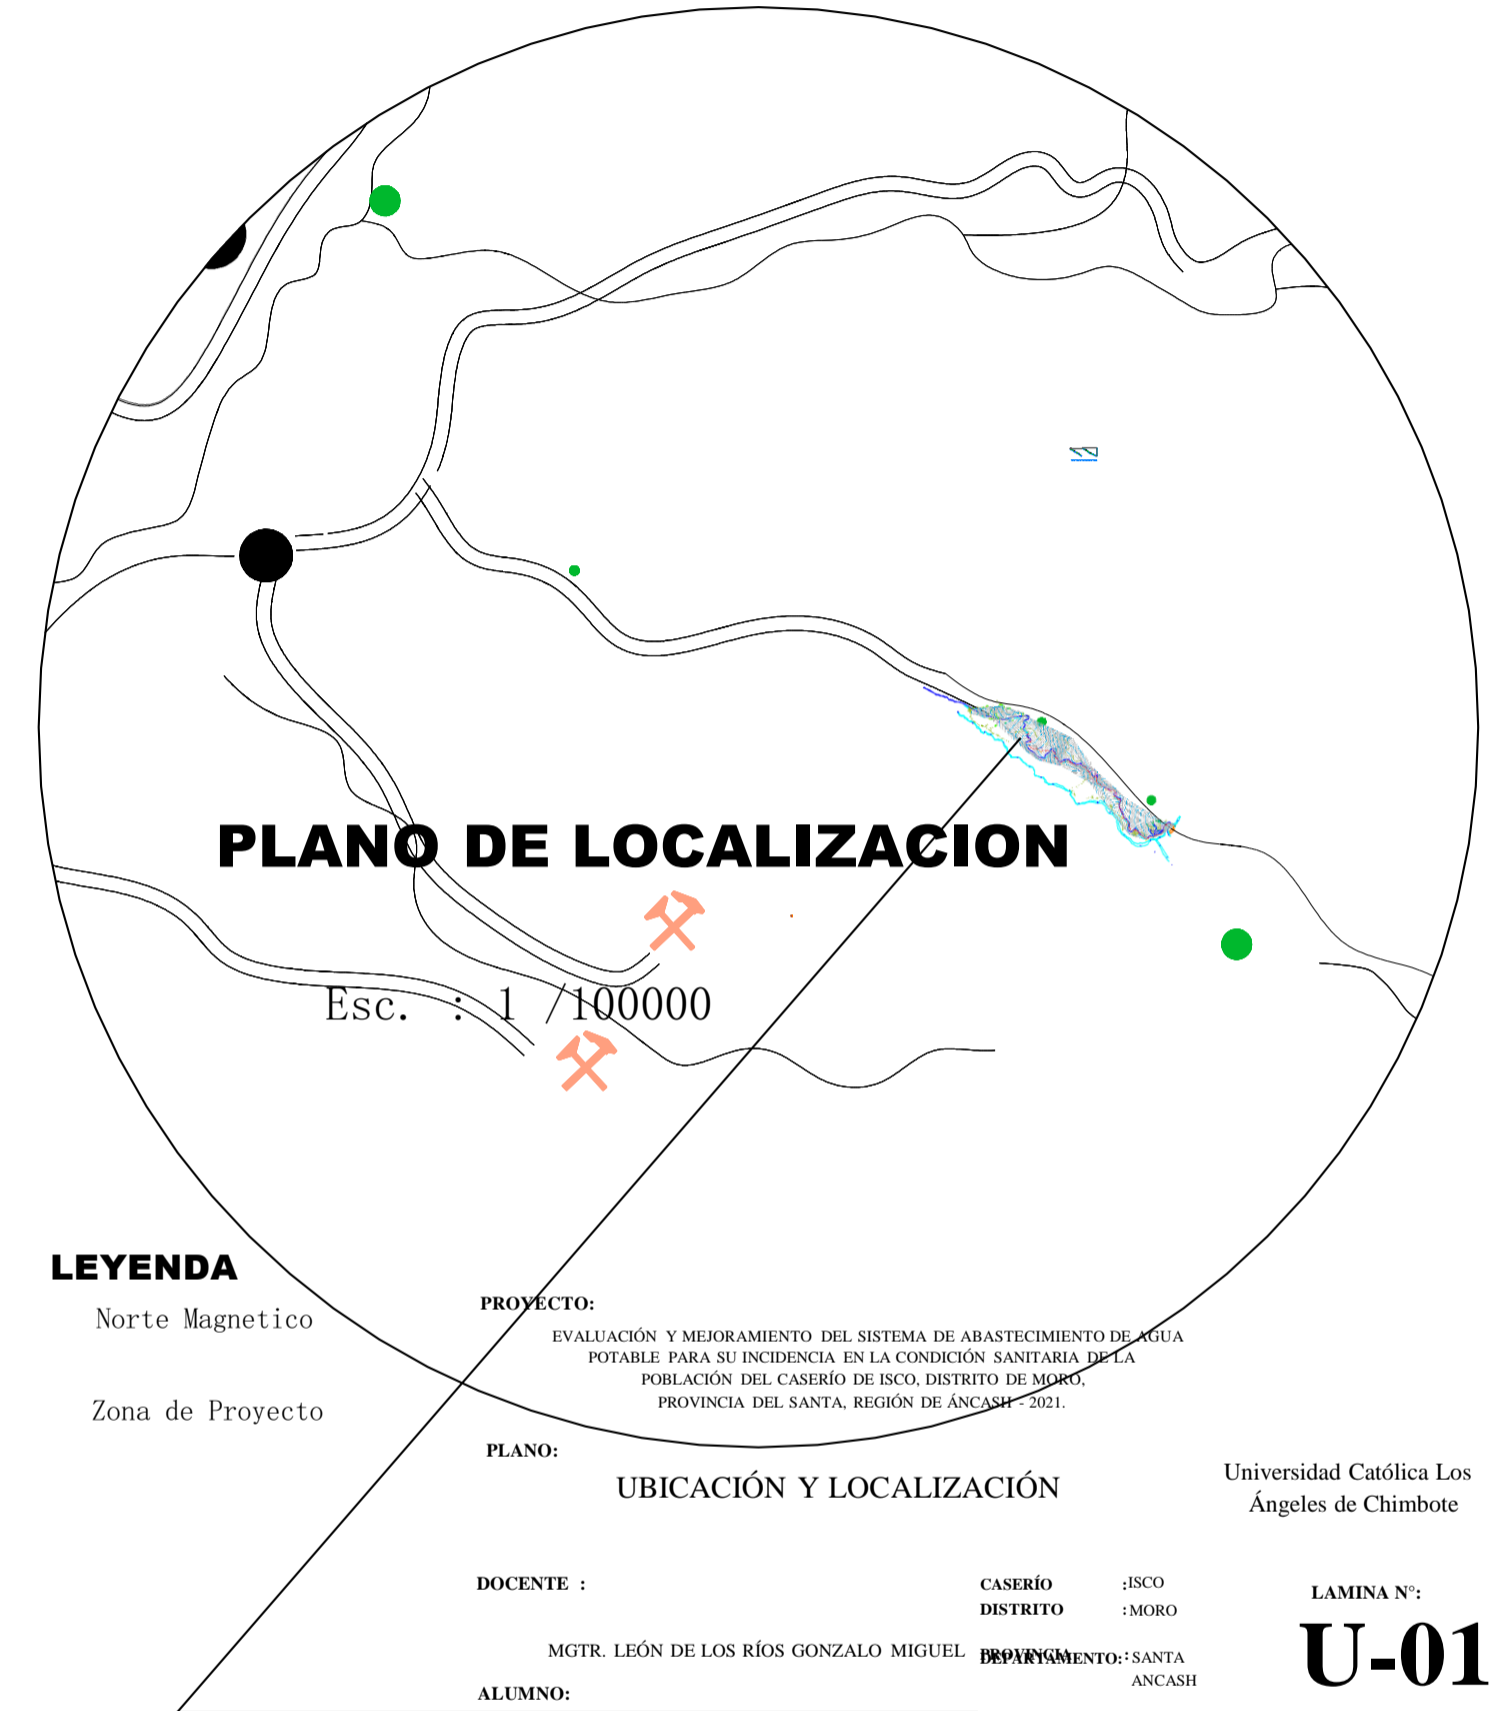 PLANO DE LOCALIZACION
Esc. : 1 /100000
LEYENDA
Norte Magnetico
Zona de Proyecto
PROYECTO:
EVALUACIÓN Y MEJORAMIENTO DEL SISTEMA DE ABASTECIMIENTO DE AGUA
POTABLE PARA SU INCIDENCIA EN LA CONDICIÓN SANITARIA DE LA
POBLACIÓN DEL CASERÍO DE ISCO, DISTRITO DE MORO,
PROVINCIA DEL SANTA, REGIÓN DE ÁNCASH - 2021.
PLANO:
UBICACIÓN Y LOCALIZACIÓN
Universidad Católica Los
Ángeles de Chimbote
DOCENTE :
MGTR. LEÓN DE LOS RÍOS GONZALO MIGUEL
CASERÍO :ISCO
DISTRITO :MORO
PROVINCIA : SANTA
DEPARTAMENTO: ANCASH
LAMINA N°:
U-01
ALUMNO: